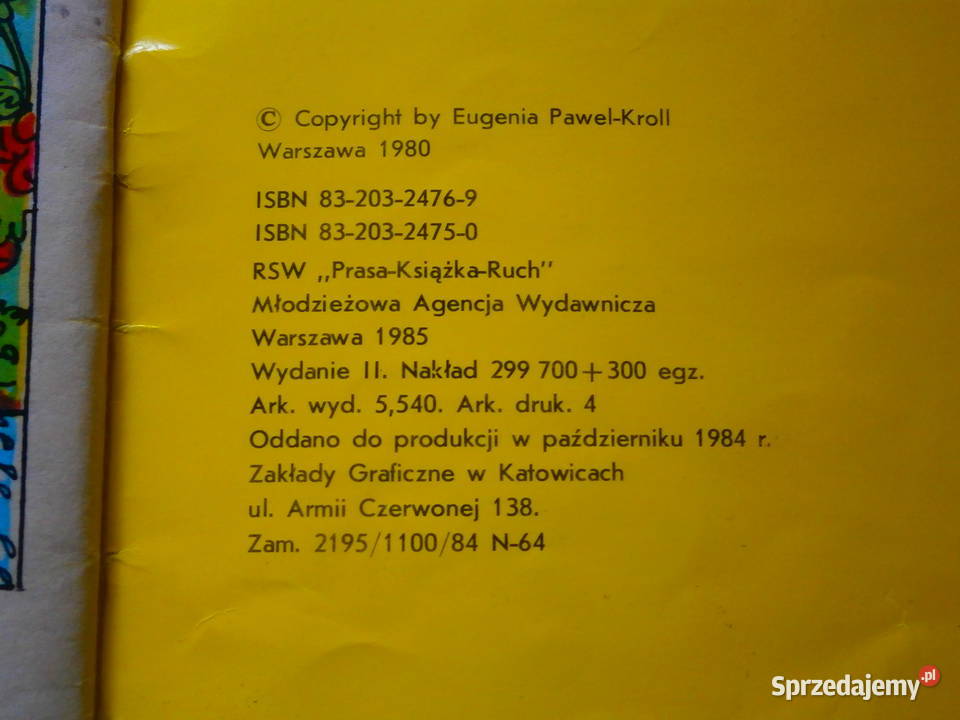 © Copyright by Eugenia Pawel-Kroll
Warszawa 1980
ISBN 83-203-2476-9
ISBN 83-203-2475-0
RSW „Prasa-Książka-Ruch”
Młodzieżowa Agencja Wydawnicza
Warszawa 1985
Wydanie II. Nakład 299 700+300 egz.
Ark. wyd. 5,540. Ark. druk. 4
Oddano do produkcji w październiku 1984 r.
Zakłady Graficzne w Katowicach
ul. Armii Czerwonej 138.
Zam. 2195/1100/84 N-64
Sprzedajemy.pl